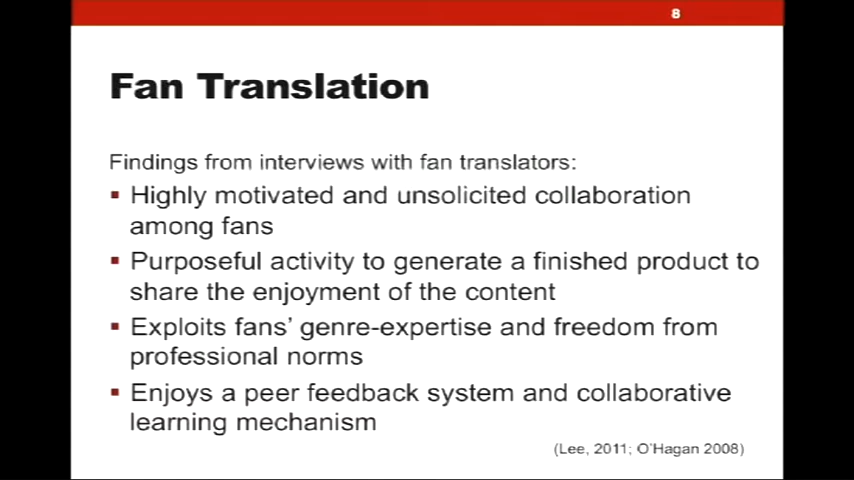 8
Fan Translation
Findings from interviews with fan translators:
▪ Highly motivated and unsolicited collaboration
among fans
▪ Purposeful activity to generate a finished product to
share the enjoyment of the content
▪ Exploits fans' genre-expertise and freedom from
professional norms
▪ Enjoys a peer feedback system and collaborative
learning mechanism
(Lee, 2011; O'Hagan 2008)